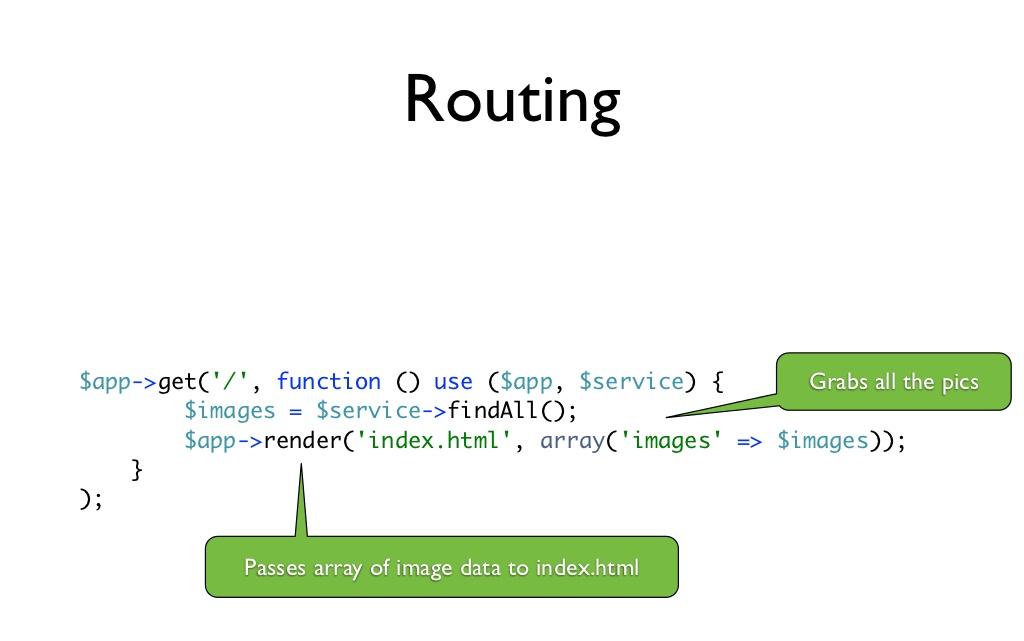 Routing
$app->get('/', function () use ($app, $service) {
Grabs all the pics
$images = $service->findAll();
$app->render('index.html', array('images' => $images));
}
);
Passes array of image data to index.html